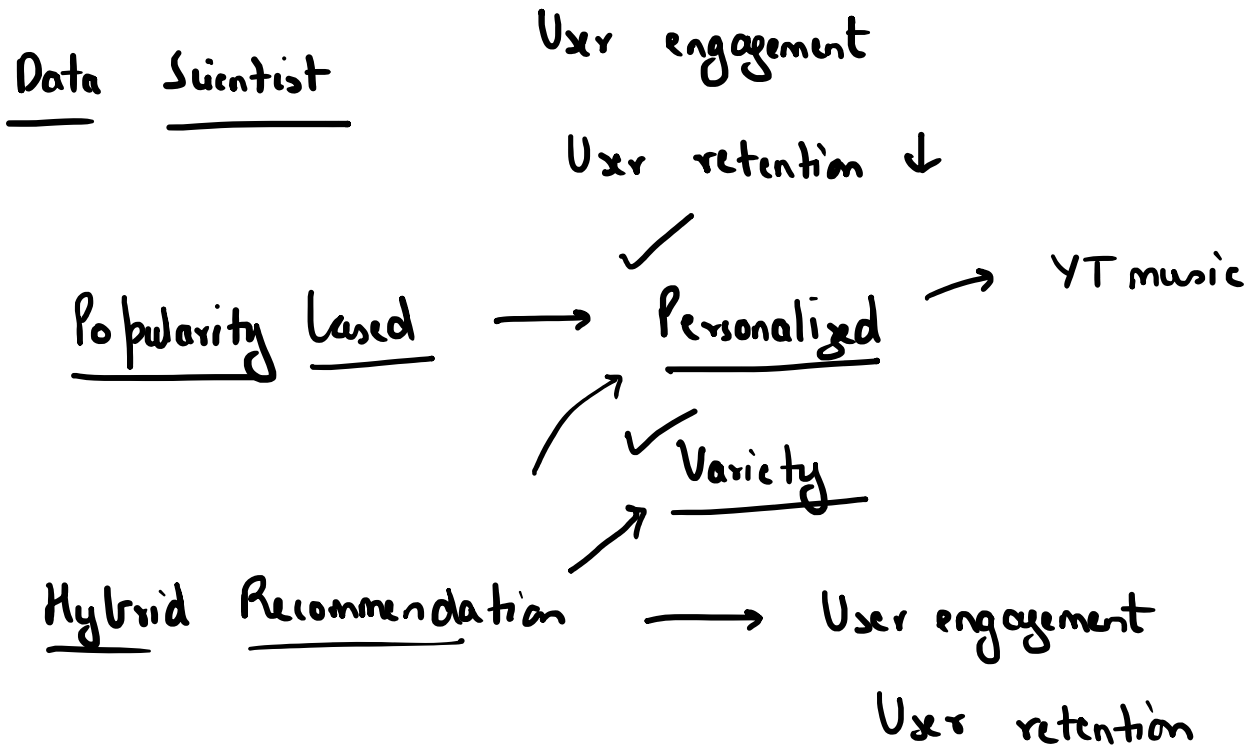 User engagement
Data Scientist
User retention ↓
Popularity based → Personalized → YT music
Variety
Hybrid Recommendation → User engagement
User retention